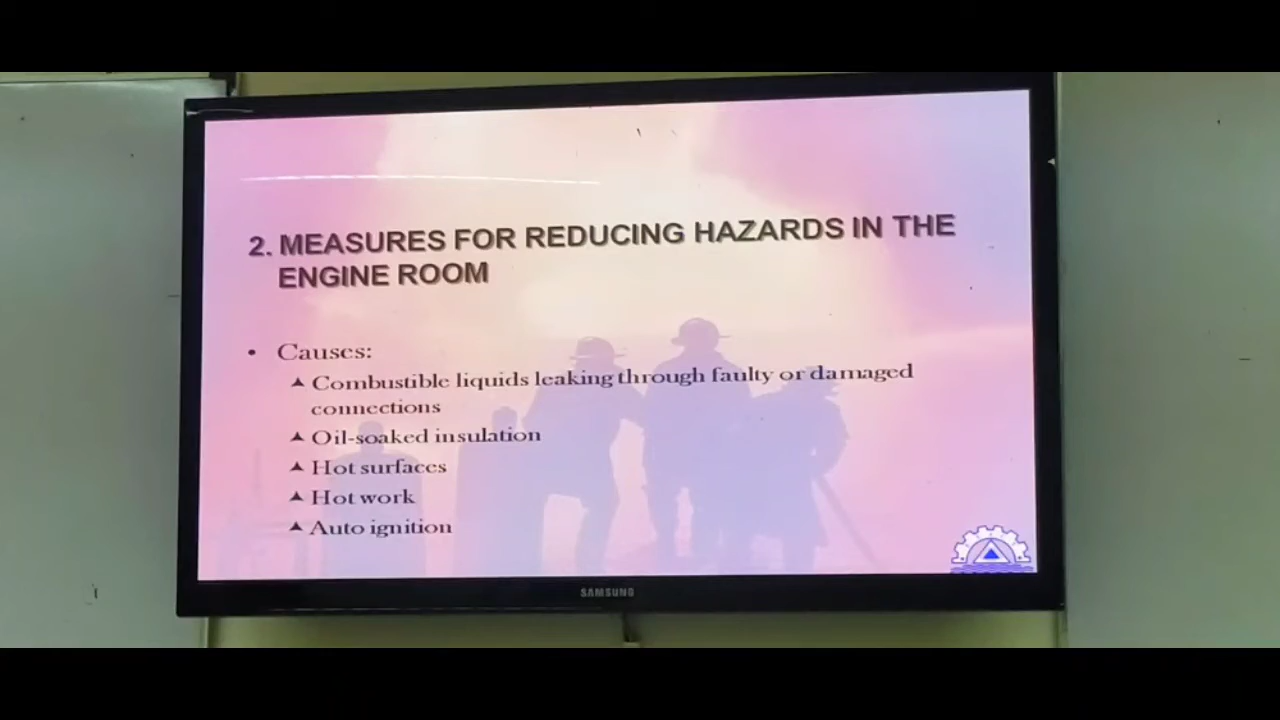 2. MEASURES FOR REDUCING HAZARDS IN THE
ENGINE ROOM
• Causes:
Combustible liquids leaking through faulty or damaged
connections
Oil-soaked insulation
Hot surfaces
Hot work
Auto ignition
SAMSUNG